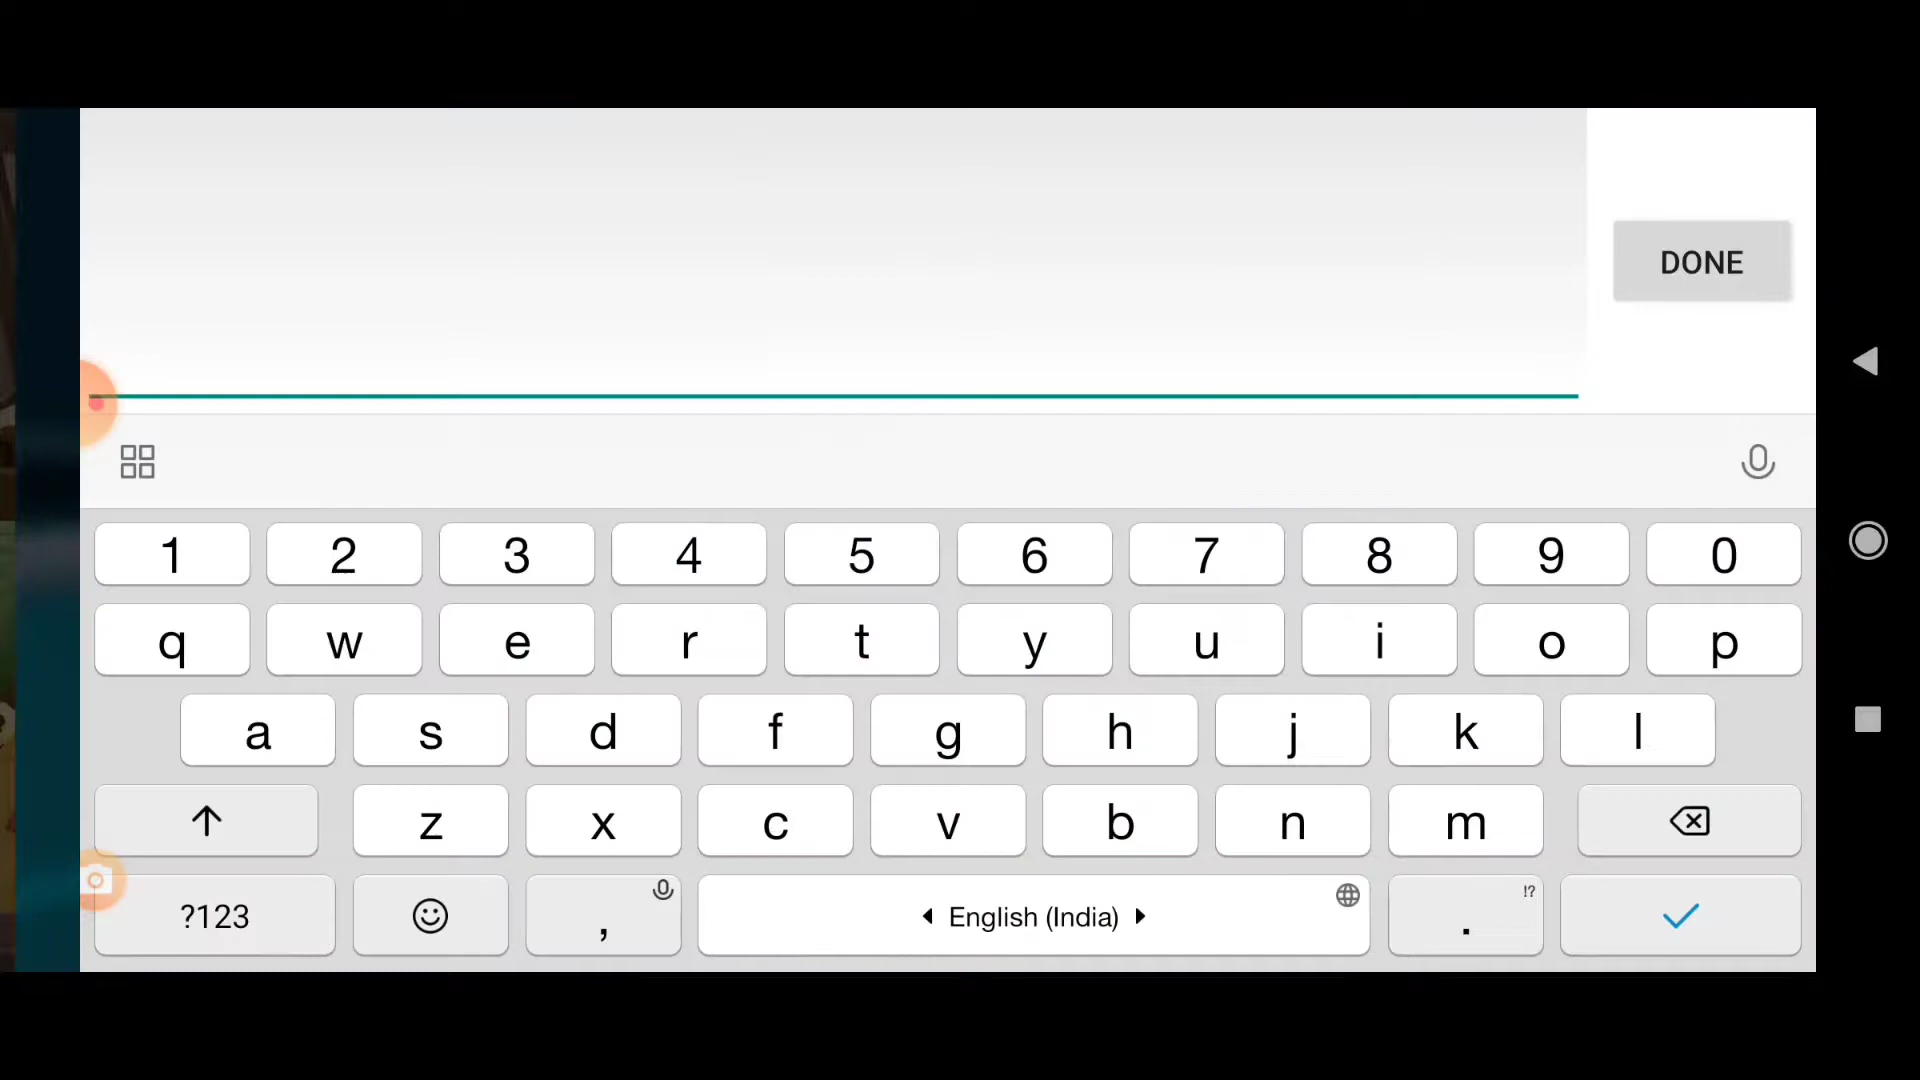 DONE
1 2 3 4 5 6 7 8 9 0
q w e r t y u i o p
a s d f g h j k l
z x c v b n m
?123 , English (India) . !?